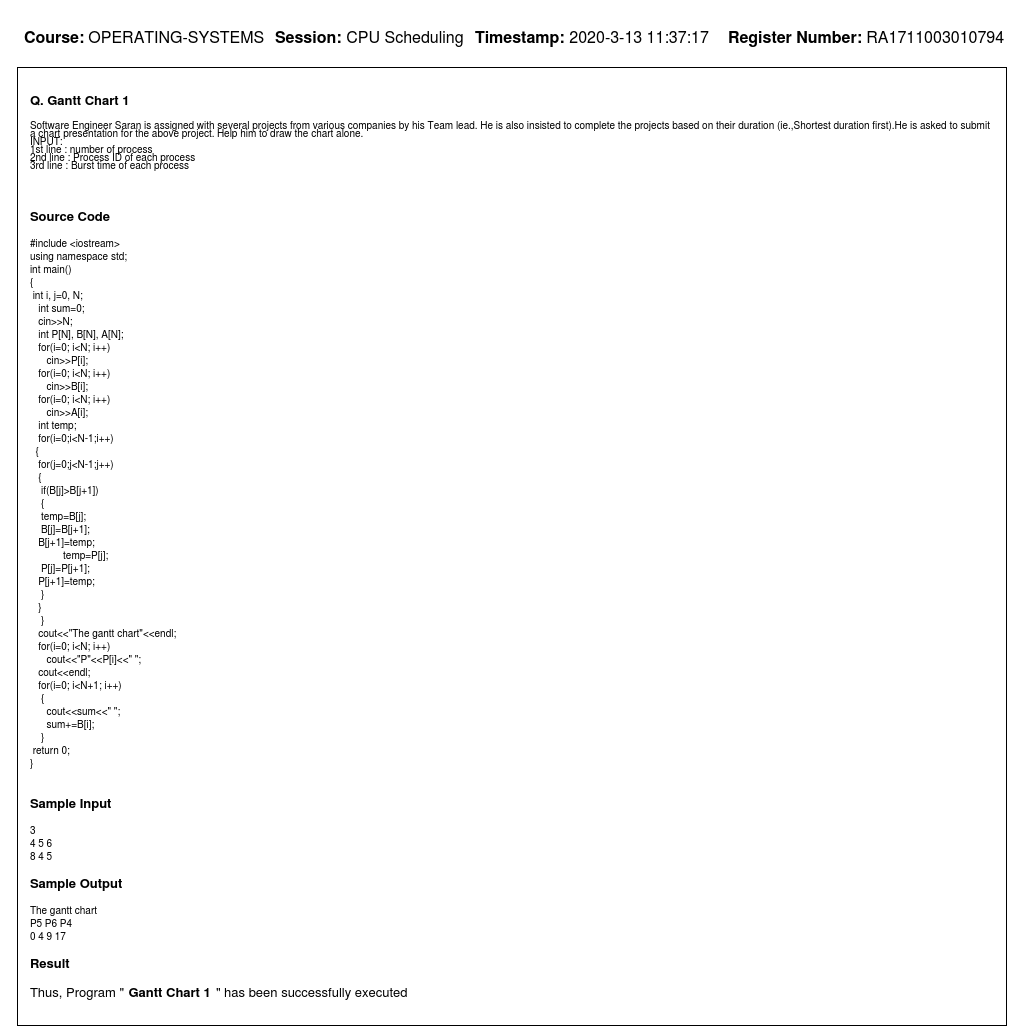 Course: OPERATING-SYSTEMS Session: CPU Scheduling Timestamp: 2020-3-13 11:37:17 Register Number: RA1711003010794
Q. Gantt Chart 1
Software Engineer Saran is assigned with several projects from various companies by his Team lead. He is also insisted to complete the projects based on their duration (ie.,Shortest duration first).He is asked to submit
a chart presentation for the above project. Help him to draw the chart alone.
INPUT:
1st line : number of process
2nd line : Process ID of each process
3rd line : Burst time of each process
Source Code
#include <iostream>
using namespace std;
int main()
{
int i, j=0, N;
int sum=0;
cin>>N;
int P[N], B[N], A[N];
for(i=0; i<N; i++)
cin>>P[i];
for(i=0; i<N; i++)
cin>>B[i];
for(i=0; i<N; i++)
cin>>A[i];
int temp;
for(i=0;i<N-1;i++)
{
for(j=0;j<N-1;j++)
{
if(B[j]>B[j+1])
{
temp=B[j];
B[j]=B[j+1];
B[j+1]=temp;
temp=P[j];
P[j]=P[j+1];
P[j+1]=temp;
}
}
}
cout<<"The gantt chart"<<endl;
for(i=0; i<N; i++)
cout<<"P"<<P[i]<<" ";
cout<<endl;
for(i=0; i<N+1; i++)
{
cout<<sum<<" ";
sum+=B[i];
}
return 0;
}
Sample Input
3
4 5 6
8 4 5
Sample Output
The gantt chart
P5 P6 P4
0 4 9 17
Result
Thus, Program " Gantt Chart 1 " has been successfully executed